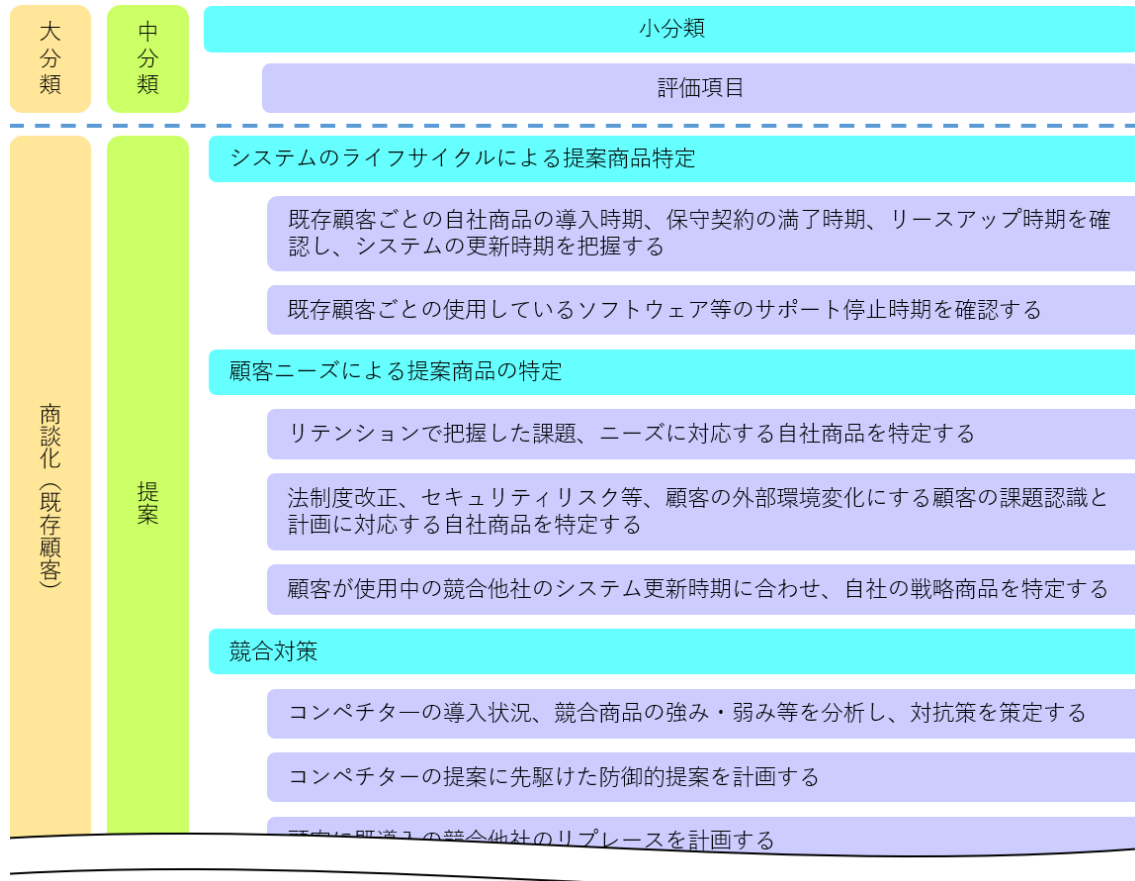 大分類
中分類
小分類
評価項目
商談化（既存顧客）
提案
システムのライフサイクルによる提案商品特定
既存顧客ごとの自社商品の導入時期、保守契約の満了時期、リースアップ時期を確
認し、システムの更新時期を把握する
既存顧客ごとの使用しているソフトウェア等のサポート停止時期を確認する
顧客ニーズによる提案商品の特定
リテンションで把握した課題、ニーズに対応する自社商品を特定する
法制度改正、セキュリティリスク等、顧客の外部環境変化にする顧客の課題認識と
計画に対応する自社商品を特定する
顧客が使用中の競合他社のシステム更新時期に合わせ、自社の戦略商品を特定する
競合対策
コンペチターの導入状況、競合商品の強み・弱み等を分析し、対抗策を策定する
コンペチターの提案に先駆けた防御的提案を計画する
顧客に既導入の競合他社のリプレースを計画する